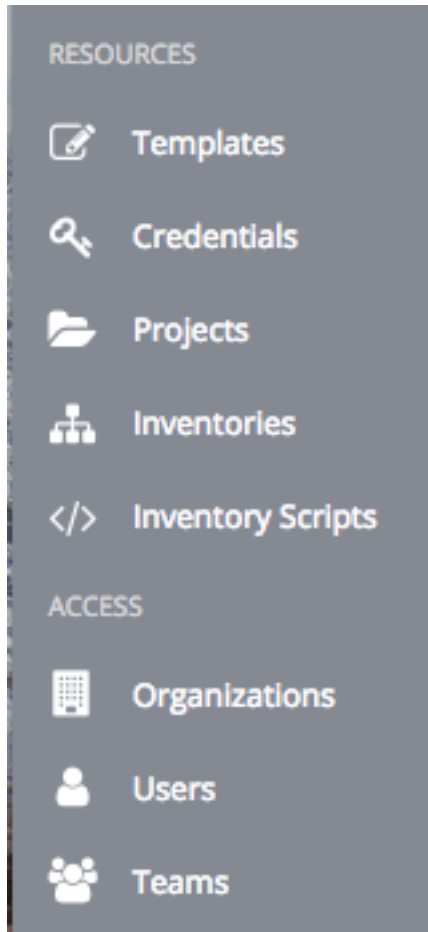 RESOURCES
Templates
Credentials
Projects
Inventories
Inventory Scripts
ACCESS
Organizations
Users
Teams